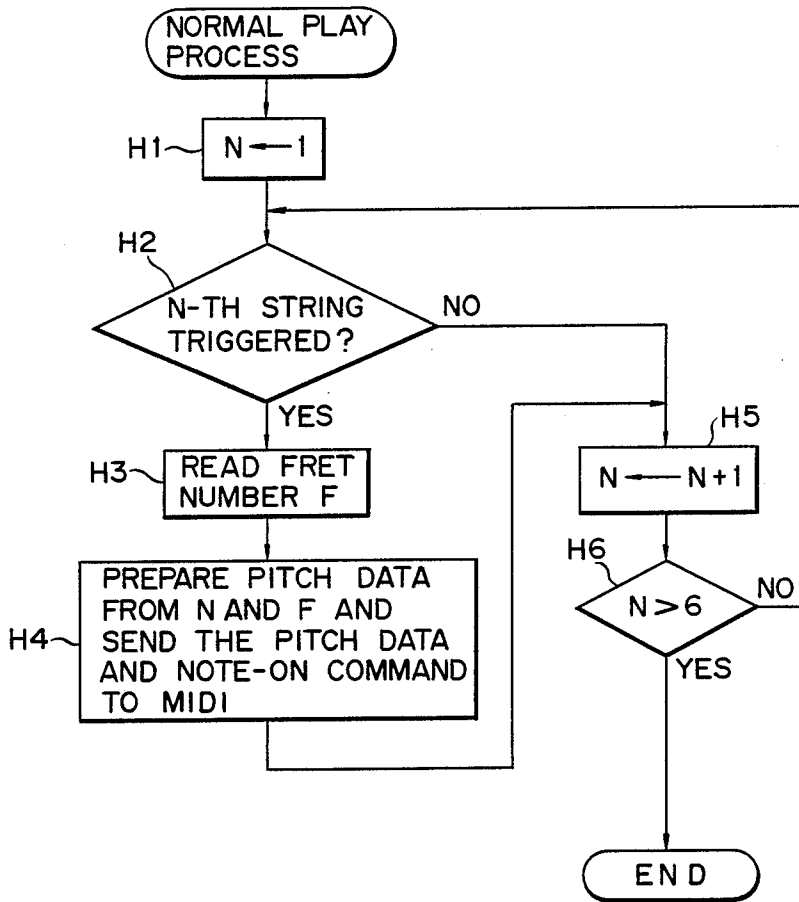 NORMAL PLAY
PROCESS
H1
N ← 1
H2
N-TH STRING
TRIGGERED?
NO
YES
H3
READ FRET
NUMBER F
H4
PREPARE PITCH DATA
FROM N AND F AND
SEND THE PITCH DATA
AND NOTE-ON COMMAND
TO MIDI
H5
N ← N+1
H6
N > 6
NO
YES
END